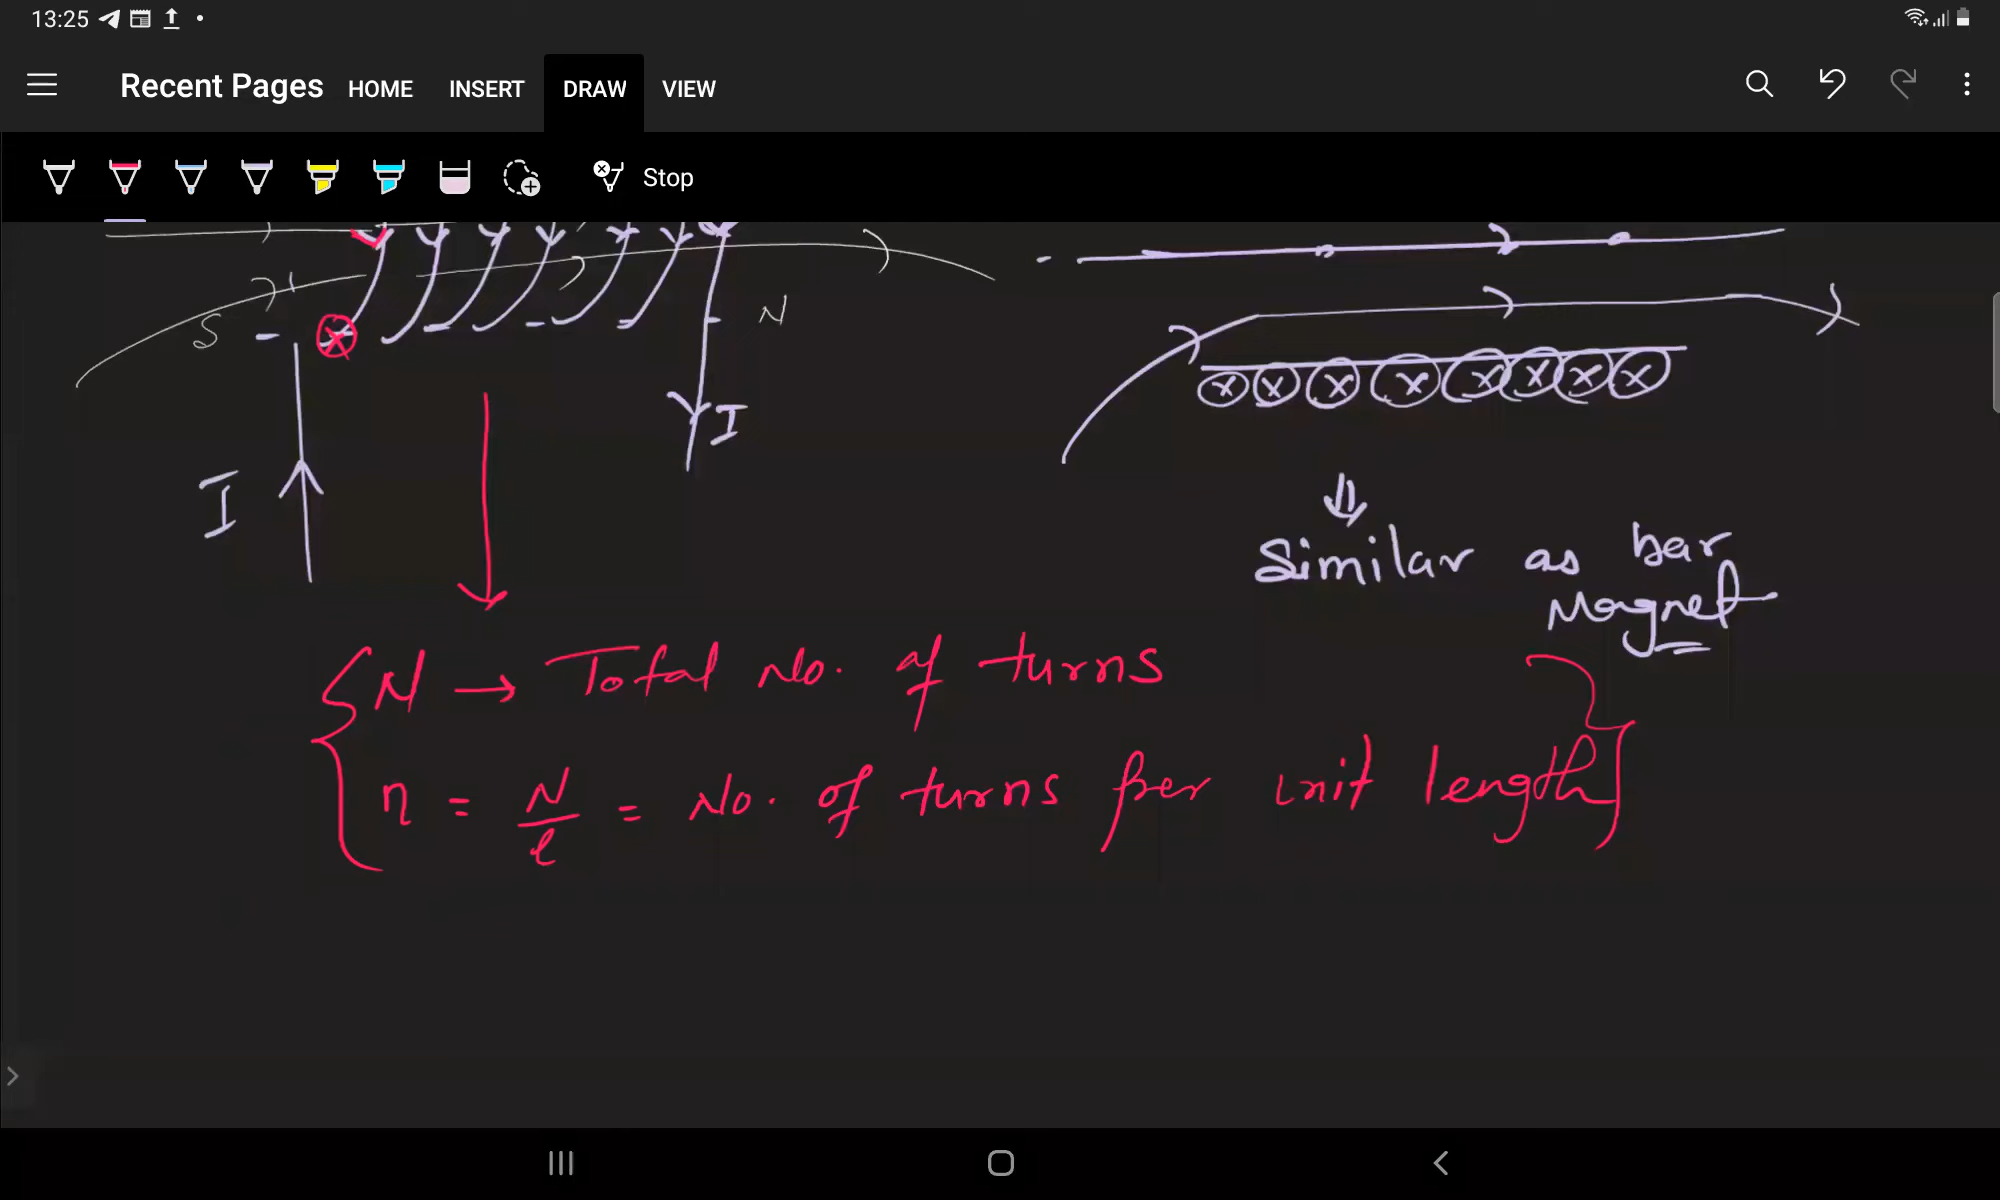 13:25
Recent Pages HOME INSERT DRAW VIEW
Stop
S
N
I
I
Similar as bar
Magnet
N → Total No. of turns
n = N/l = No. of turns per unit length